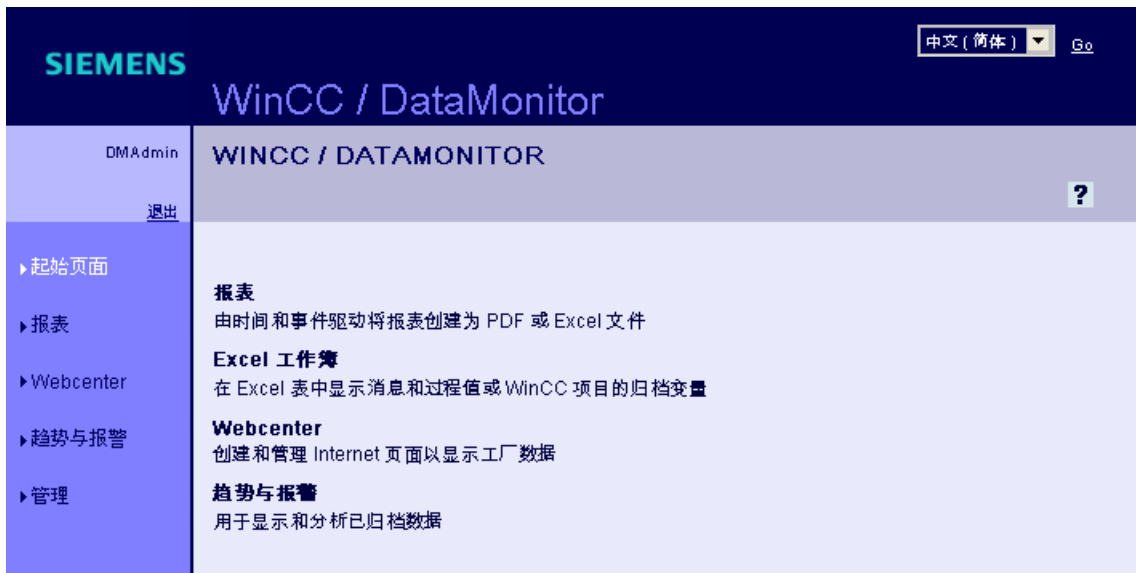 中文(简体)
Go
SIEMENS
WinCC / DataMonitor
DMAdmin
退出
WINCC / DATAMONITOR
?
起始页面
报表
Webcenter
趋势与报警
管理
报表
由时间和事件驱动将报表创建为 PDF 或 Excel 文件
Excel 工作簿
在 Excel 表中显示消息和过程值或 WinCC 项目的归档变量
Webcenter
创建和管理 Internet 页面以显示工厂数据
趋势与报警
用于显示和分析已归档数据